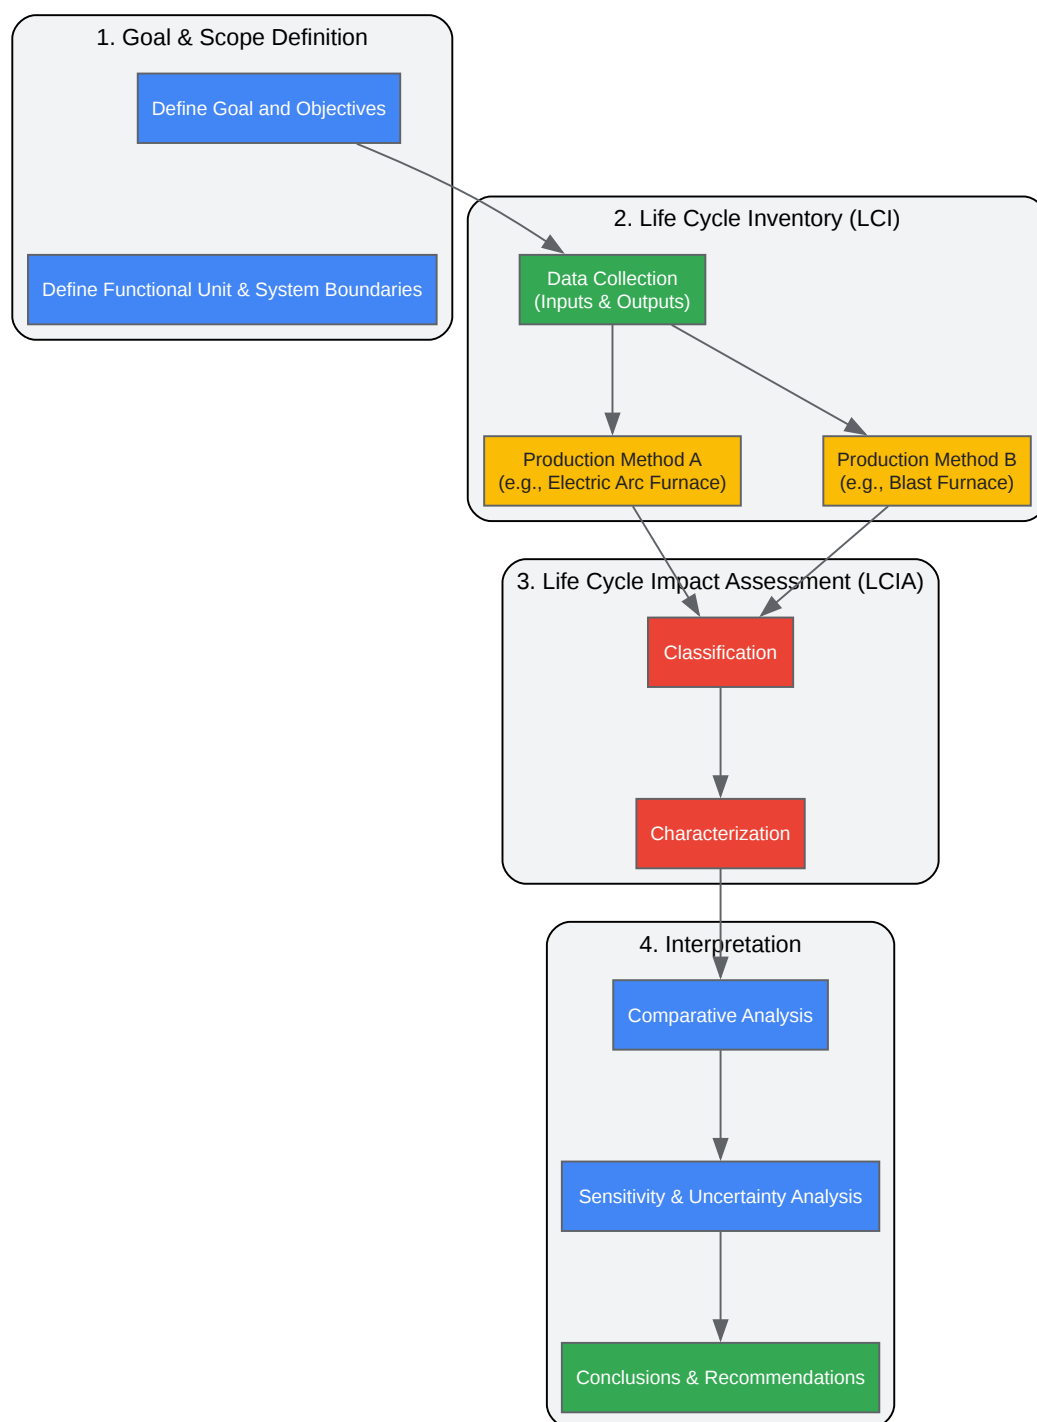 1. Goal & Scope Definition
Define Goal and Objectives
Define Functional Unit & System Boundaries
2. Life Cycle Inventory (LCI)
Data Collection
(Inputs & Outputs)
Production Method A
(e.g., Electric Arc Furnace)
Production Method B
(e.g., Blast Furnace)
3. Life Cycle Impact Assessment (LCIA)
Classification
Characterization
4. Interpretation
Comparative Analysis
Sensitivity & Uncertainty Analysis
Conclusions & Recommendations